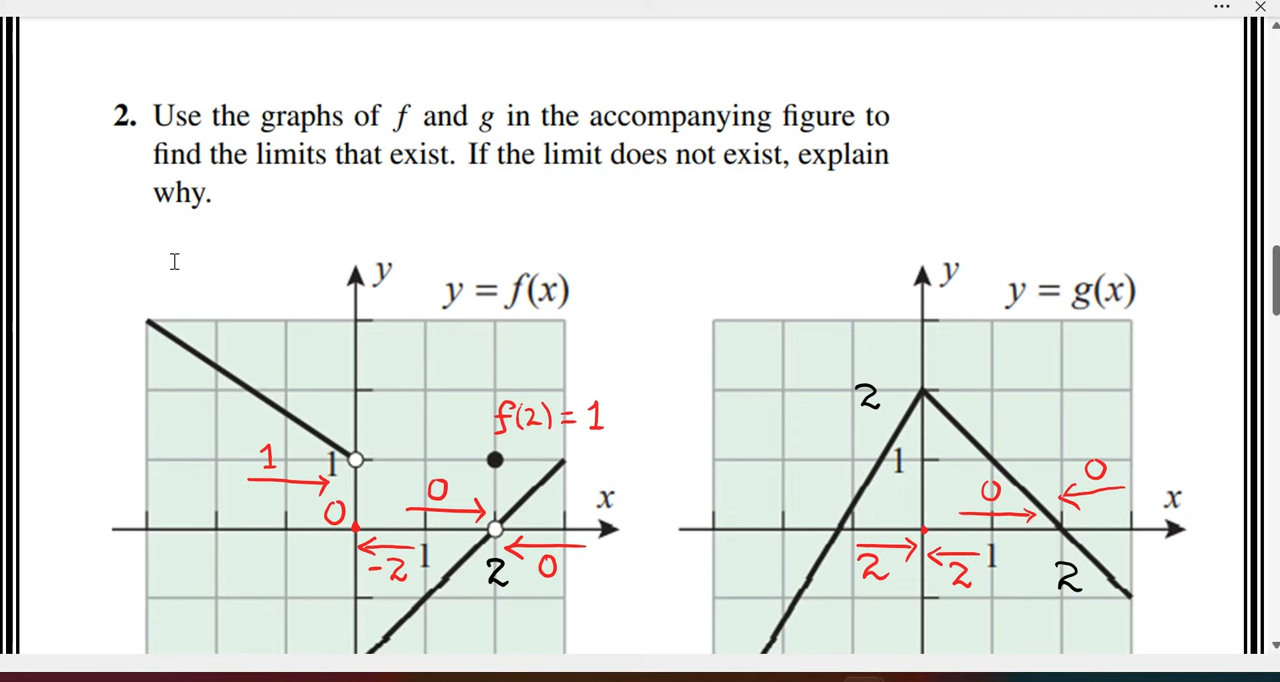 2. Use the graphs of f and g in the accompanying figure to
find the limits that exist. If the limit does not exist, explain
why.
y
y = f(x)
f(2) = 1
1
1
0
0
x
-2
1
2
0
y
y = g(x)
2
1
0
0
x
2
2
1
2